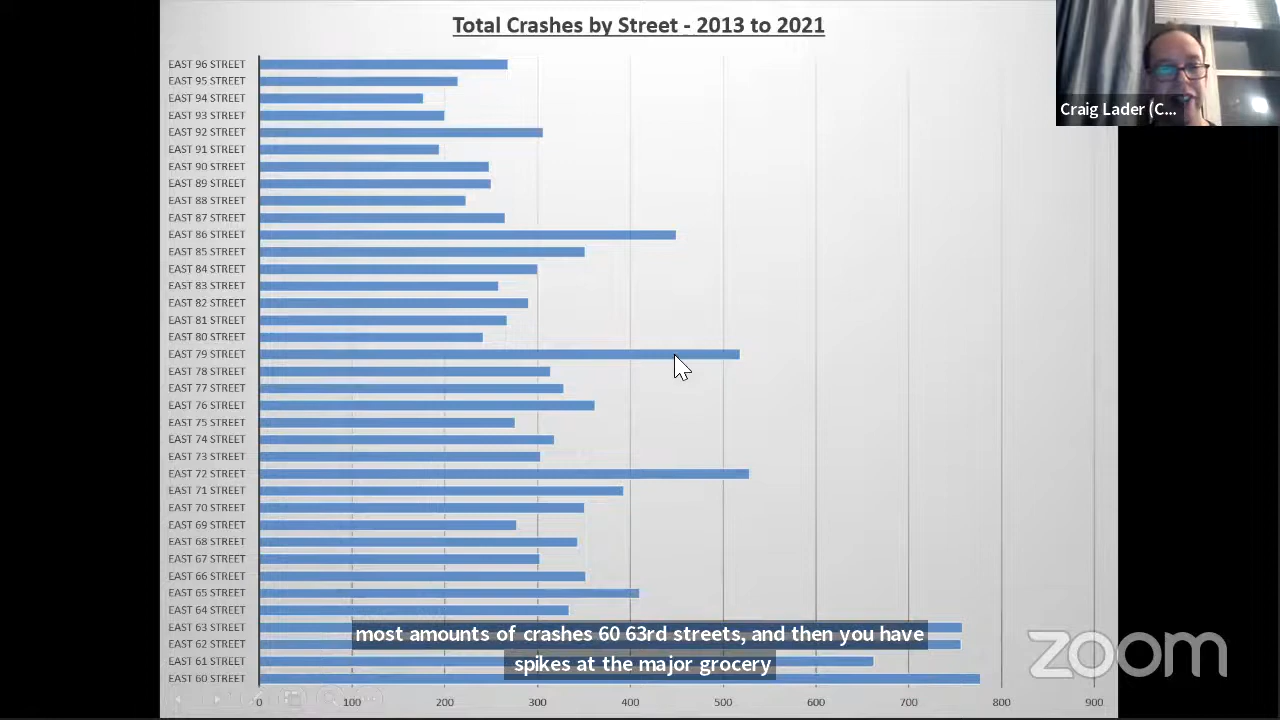 Total Crashes by Street - 2013 to 2021
Craig Lader (C...
EAST 96 STREET
EAST 95 STREET
EAST 94 STREET
EAST 93 STREET
EAST 92 STREET
EAST 91 STREET
EAST 90 STREET
EAST 89 STREET
EAST 88 STREET
EAST 87 STREET
EAST 86 STREET
EAST 85 STREET
EAST 84 STREET
EAST 83 STREET
EAST 82 STREET
EAST 81 STREET
EAST 80 STREET
EAST 79 STREET
EAST 78 STREET
EAST 77 STREET
EAST 76 STREET
EAST 75 STREET
EAST 74 STREET
EAST 73 STREET
EAST 72 STREET
EAST 71 STREET
EAST 70 STREET
EAST 69 STREET
EAST 68 STREET
EAST 67 STREET
EAST 66 STREET
EAST 65 STREET
EAST 64 STREET
EAST 63 STREET
EAST 62 STREET
EAST 61 STREET
EAST 60 STREET
0 100 200 300 400 500 600 700 800 900
most amounts of crashes 60 63rd streets, and then you have
spikes at the major grocery
zoom